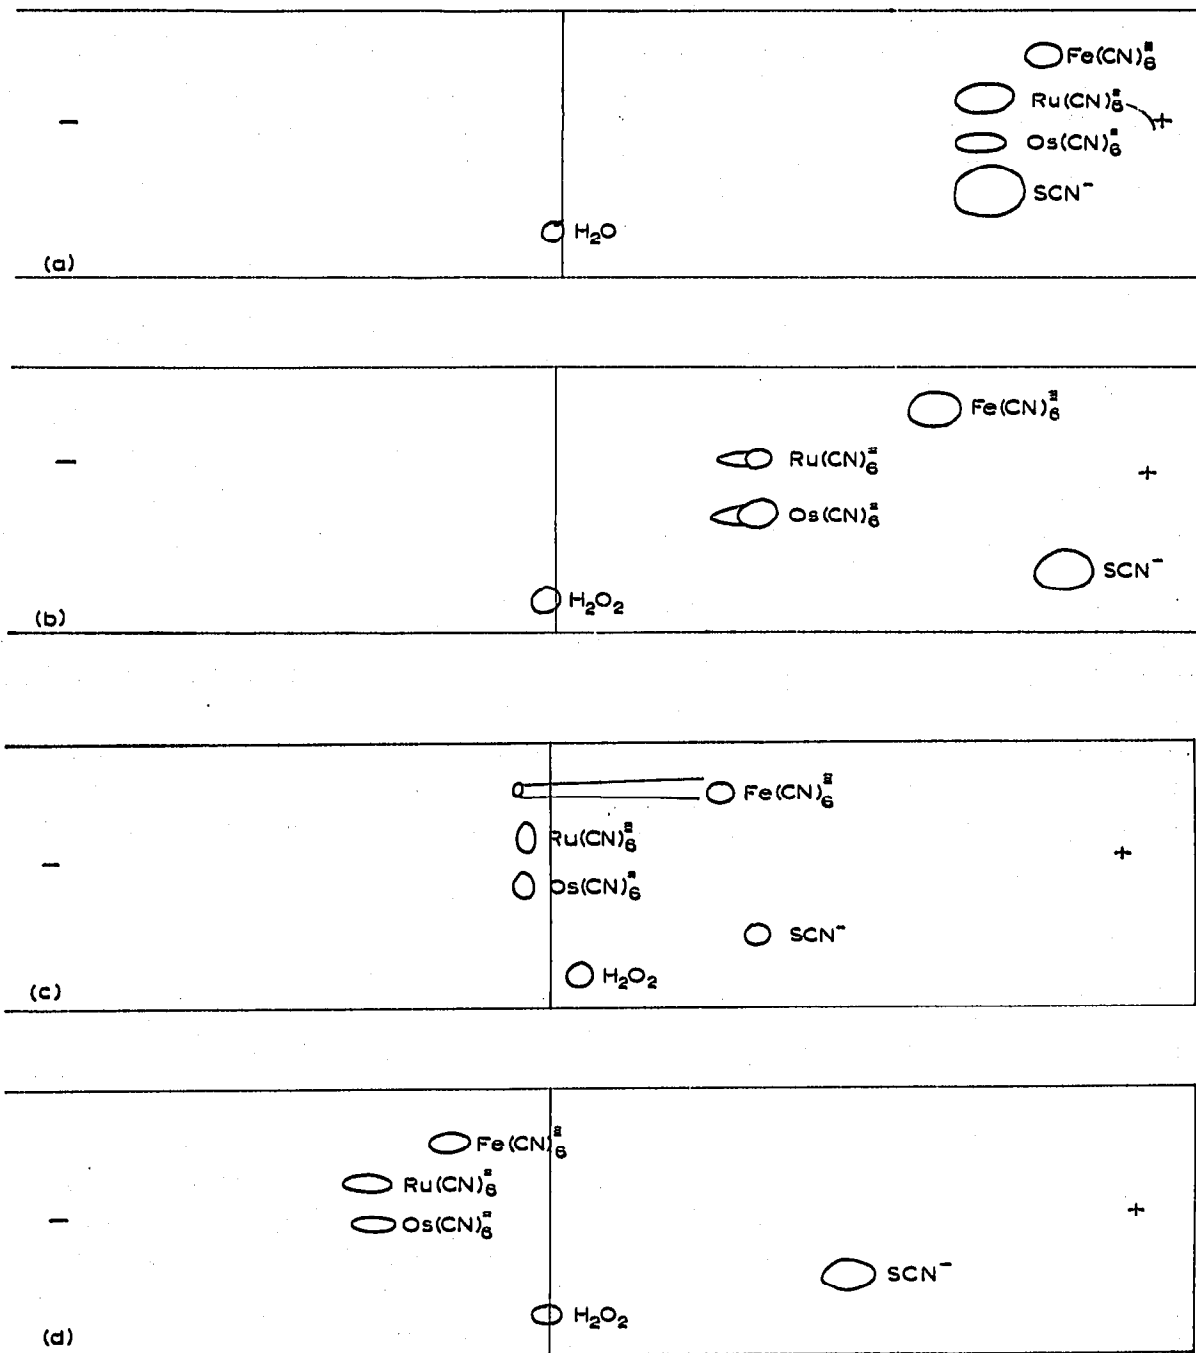 Fe(CN)₆⁼
Ru(CN)₆⁼
− +
Os(CN)₆⁼
SCN⁻
H₂O
(a)
Fe(CN)₆⁼
− Ru(CN)₆⁼ +
Os(CN)₆⁼
SCN⁻
H₂O₂
(b)
Fe(CN)₆⁼
Ru(CN)₆⁼
− +
Os(CN)₆⁼
SCN⁻
H₂O₂
(c)
Fe(CN)₆⁼
Ru(CN)₆⁼
− Os(CN)₆⁼ +
SCN⁻
H₂O₂
(d)